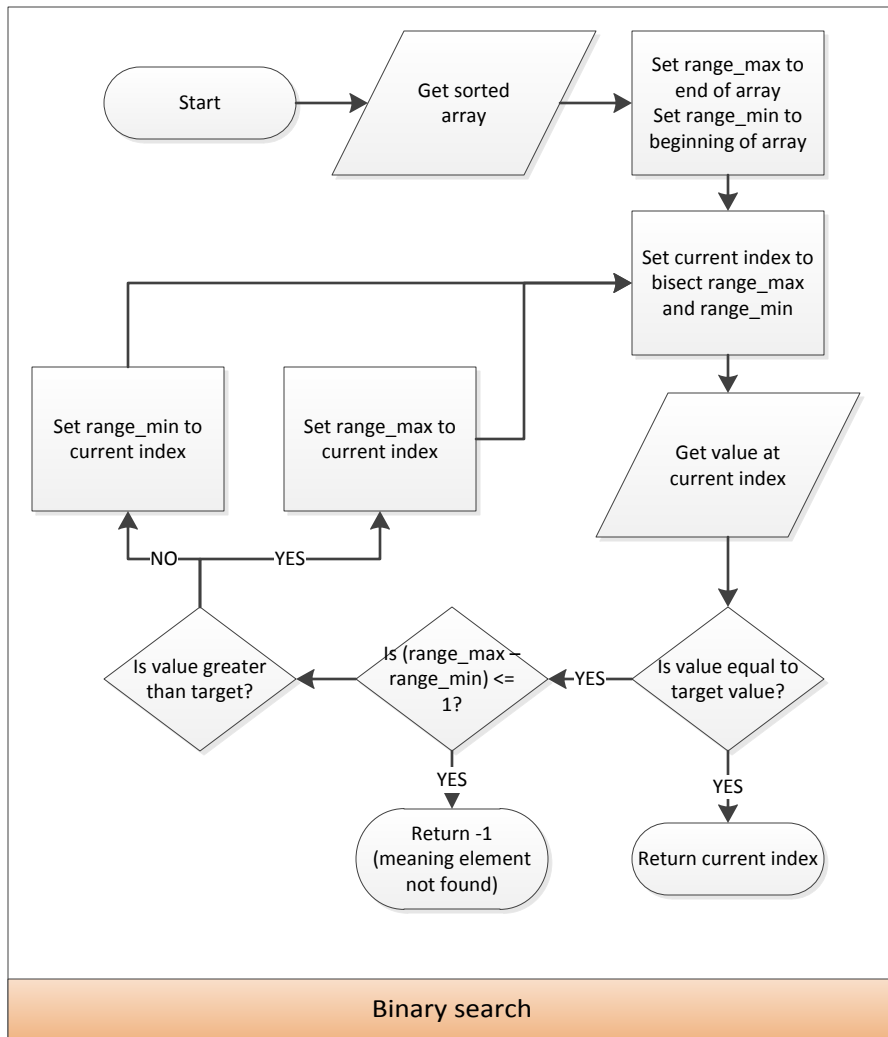 Start
Get sorted
array
Set range_max to
end of array
Set range_min to
beginning of array
Set current index to
bisect range_max
and range_min
Set range_min to
current index
Set range_max to
current index
Get value at
current index
NO
YES
Is value greater
than target?
Is (range_max –
range_min) <=
1?
YES
Is value equal to
target value?
YES
YES
Return -1
(meaning element
not found)
Return current index
Binary search